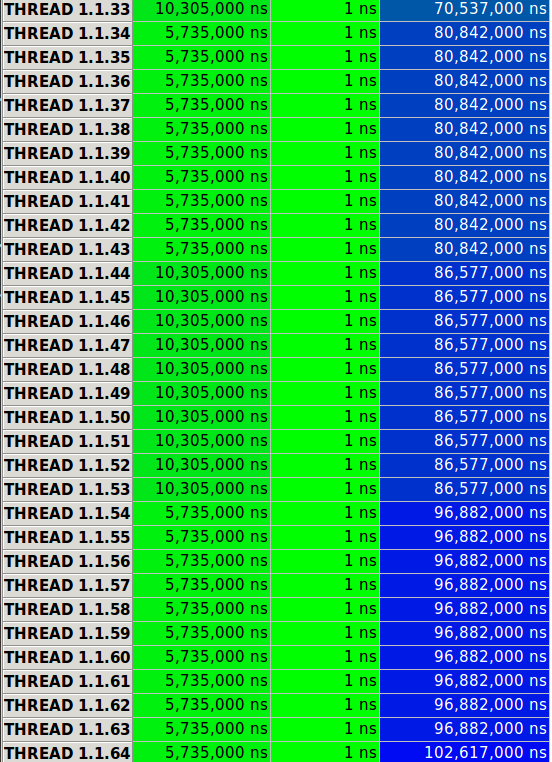 THREAD 1.1.33 10,305,000 ns 1 ns 70,537,000 ns
THREAD 1.1.34 5,735,000 ns 1 ns 80,842,000 ns
THREAD 1.1.35 5,735,000 ns 1 ns 80,842,000 ns
THREAD 1.1.36 5,735,000 ns 1 ns 80,842,000 ns
THREAD 1.1.37 5,735,000 ns 1 ns 80,842,000 ns
THREAD 1.1.38 5,735,000 ns 1 ns 80,842,000 ns
THREAD 1.1.39 5,735,000 ns 1 ns 80,842,000 ns
THREAD 1.1.40 5,735,000 ns 1 ns 80,842,000 ns
THREAD 1.1.41 5,735,000 ns 1 ns 80,842,000 ns
THREAD 1.1.42 5,735,000 ns 1 ns 80,842,000 ns
THREAD 1.1.43 5,735,000 ns 1 ns 80,842,000 ns
THREAD 1.1.44 10,305,000 ns 1 ns 86,577,000 ns
THREAD 1.1.45 10,305,000 ns 1 ns 86,577,000 ns
THREAD 1.1.46 10,305,000 ns 1 ns 86,577,000 ns
THREAD 1.1.47 10,305,000 ns 1 ns 86,577,000 ns
THREAD 1.1.48 10,305,000 ns 1 ns 86,577,000 ns
THREAD 1.1.49 10,305,000 ns 1 ns 86,577,000 ns
THREAD 1.1.50 10,305,000 ns 1 ns 86,577,000 ns
THREAD 1.1.51 10,305,000 ns 1 ns 86,577,000 ns
THREAD 1.1.52 10,305,000 ns 1 ns 86,577,000 ns
THREAD 1.1.53 10,305,000 ns 1 ns 86,577,000 ns
THREAD 1.1.54 5,735,000 ns 1 ns 96,882,000 ns
THREAD 1.1.55 5,735,000 ns 1 ns 96,882,000 ns
THREAD 1.1.56 5,735,000 ns 1 ns 96,882,000 ns
THREAD 1.1.57 5,735,000 ns 1 ns 96,882,000 ns
THREAD 1.1.58 5,735,000 ns 1 ns 96,882,000 ns
THREAD 1.1.59 5,735,000 ns 1 ns 96,882,000 ns
THREAD 1.1.60 5,735,000 ns 1 ns 96,882,000 ns
THREAD 1.1.61 5,735,000 ns 1 ns 96,882,000 ns
THREAD 1.1.62 5,735,000 ns 1 ns 96,882,000 ns
THREAD 1.1.63 5,735,000 ns 1 ns 96,882,000 ns
THREAD 1.1.64 5,735,000 ns 1 ns 102,617,000 ns